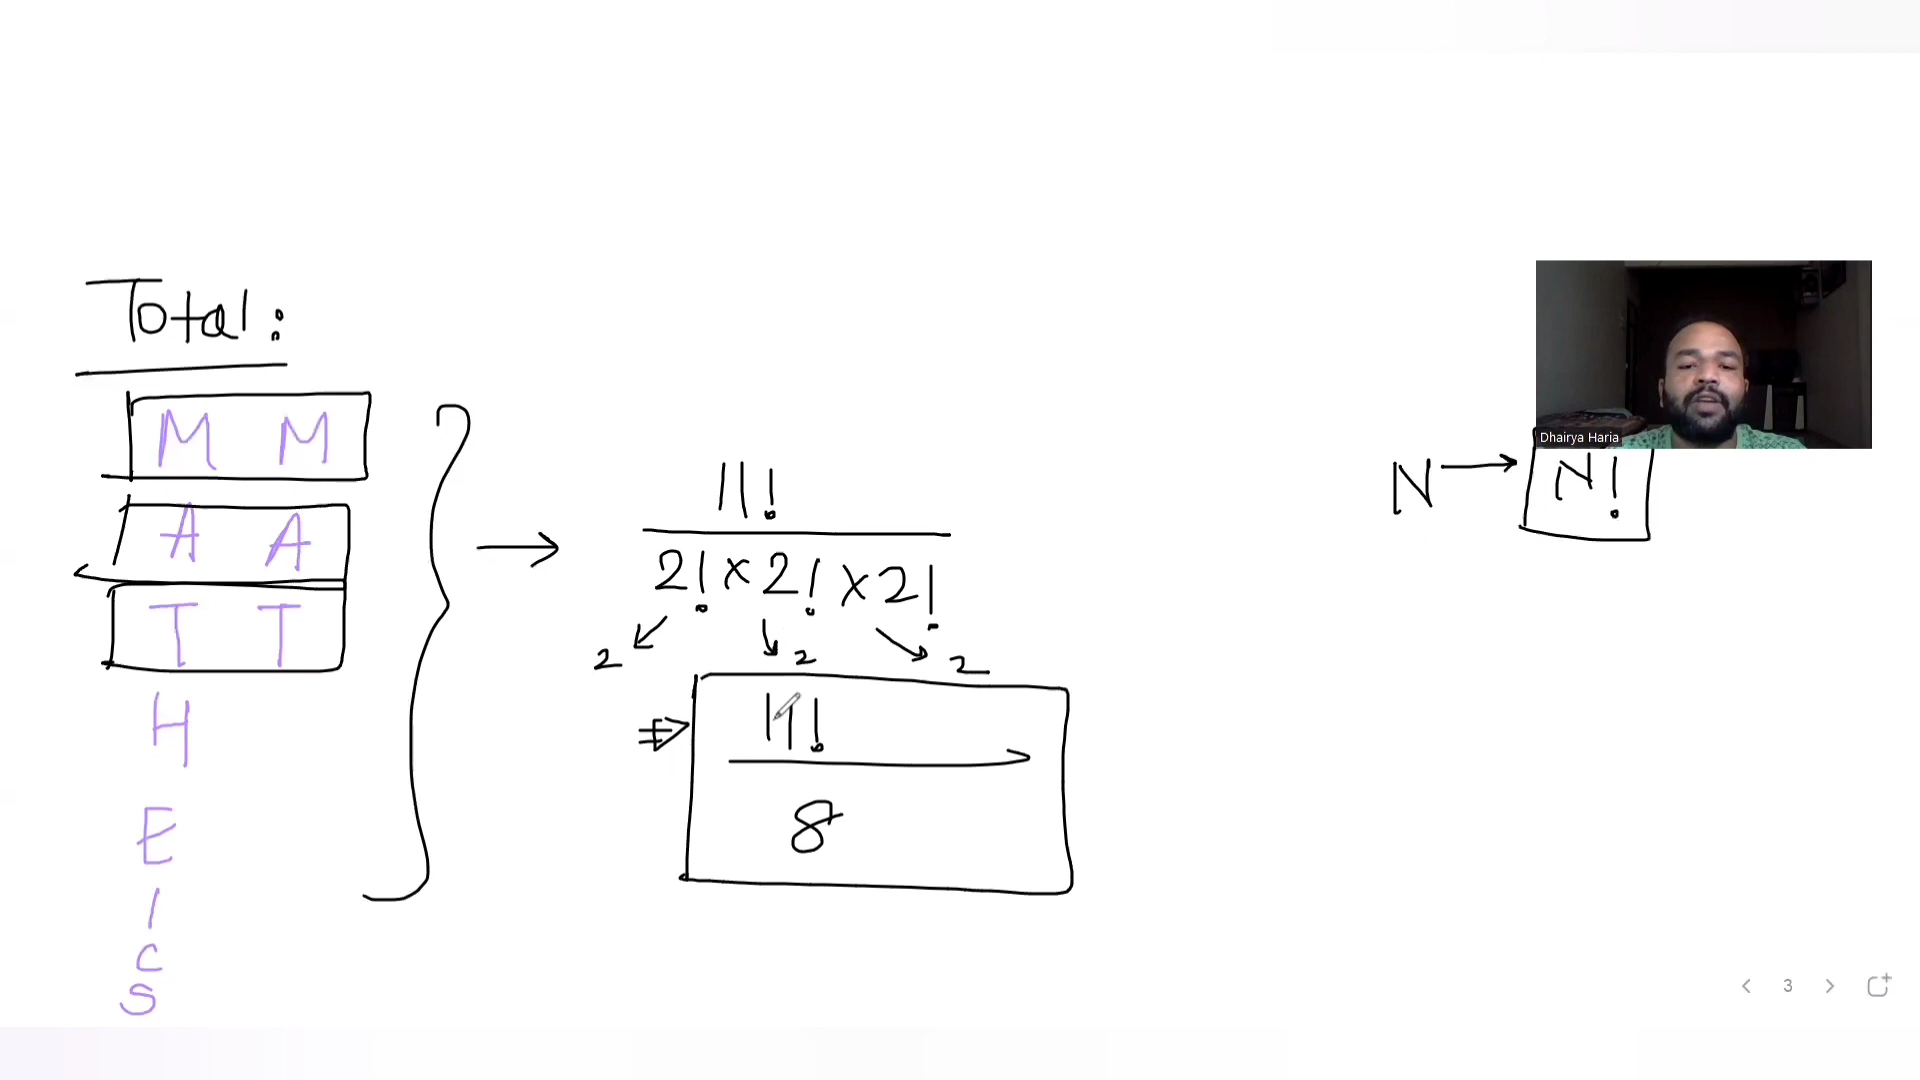 Total:
M M
A A
T T
H
E
I
C
S
11!
2! x 2! x 2!
2 2 2
11!
8
Dhairya Haria
N → N!
3